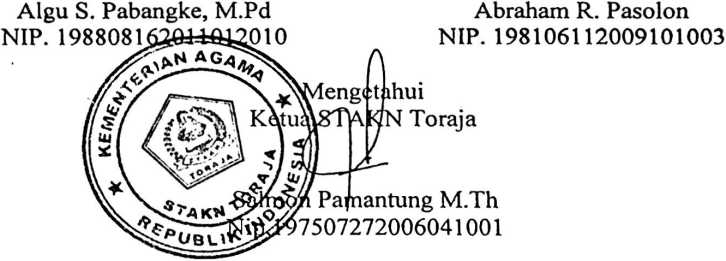 Algu S. Pabangke, M.Pd
NIP. 198808162011012010
Abraham R. Pasolon
NIP. 198106112009101003
Mengetahui
Ketua STAKN Toraja
KEMENTERIAN AGAMA
REPUBLIK INDONESIA
STAKN TORAJA
TORAJA
Salmon Pamantung M.Th
Nip.197507272006041001